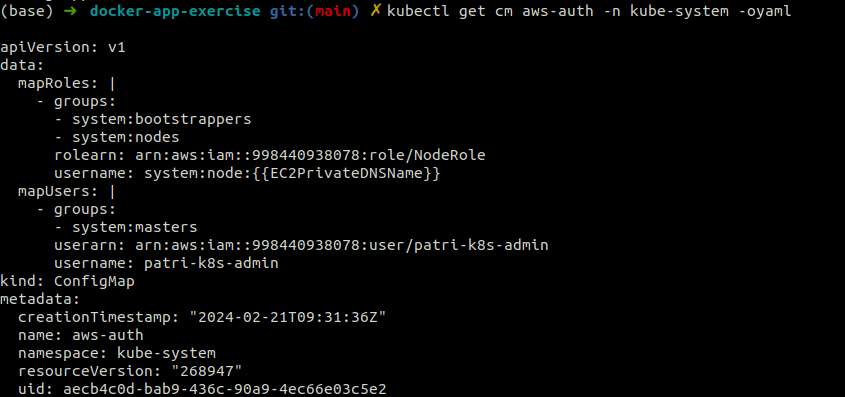 (base) ➜ docker-app-exercise git:(main) ✗ kubectl get cm aws-auth -n kube-system -oyaml
apiVersion: v1
data:
  mapRoles: |
    - groups:
      - system:bootstrappers
      - system:nodes
      rolearn: arn:aws:iam::998440938078:role/NodeRole
      username: system:node:{{EC2PrivateDNSName}}
  mapUsers: |
    - groups:
      - system:masters
      userarn: arn:aws:iam::998440938078:user/patri-k8s-admin
      username: patri-k8s-admin
kind: ConfigMap
metadata:
  creationTimestamp: "2024-02-21T09:31:36Z"
  name: aws-auth
  namespace: kube-system
  resourceVersion: "268947"
  uid: aecb4c0d-bab9-436c-90a9-4ec66e03c5e2